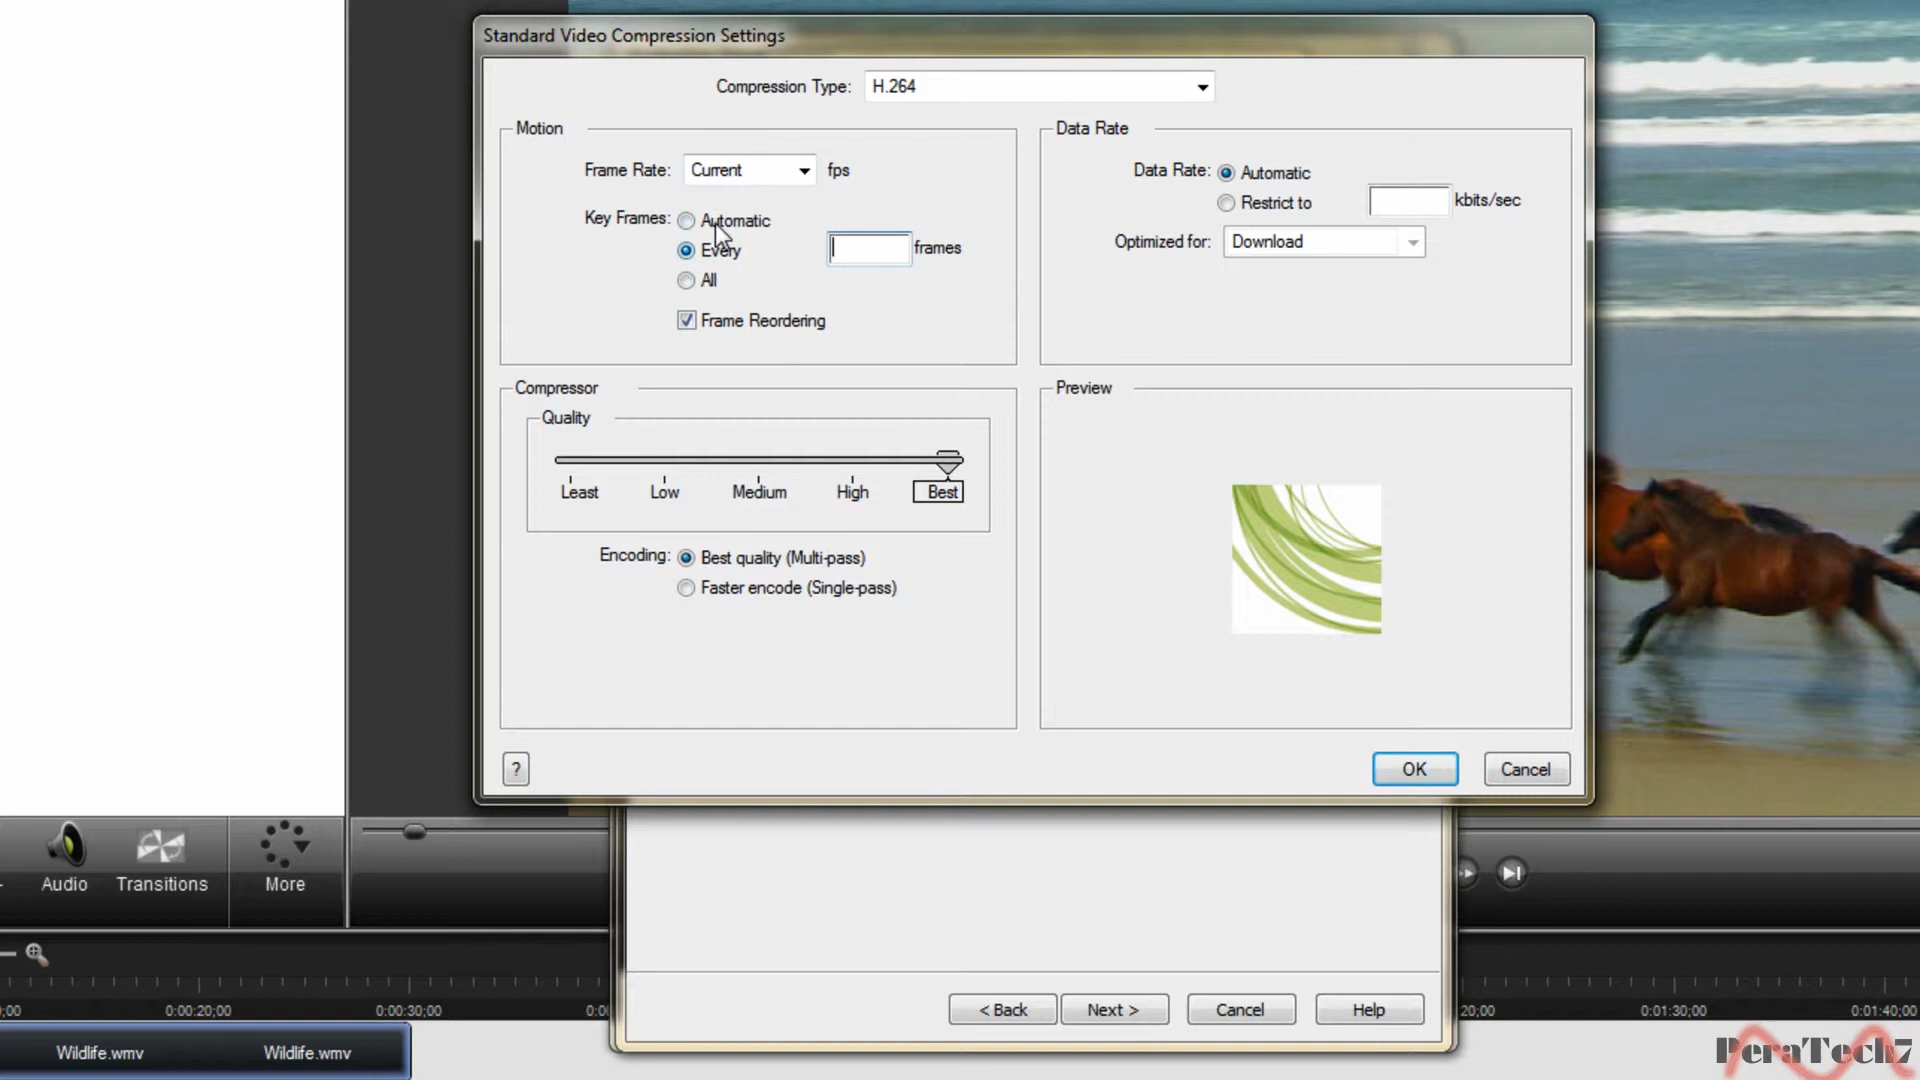 Standard Video Compression Settings
Compression Type: H.264
Motion
Frame Rate: Current fps
Key Frames: Automatic
Every frames
All
Frame Reordering
Data Rate
Data Rate: Automatic
Restrict to kbits/sec
Optimized for: Download
Compressor
Quality
Least Low Medium High Best
Encoding: Best quality (Multi-pass)
Faster encode (Single-pass)
Preview
? OK Cancel
Audio Transitions More
< Back Next > Cancel Help
0:00:20;00 0:00:30;00 0:01:30;00 0:01:40;00
Wildlife.wmv Wildlife.wmv
PeraTech7